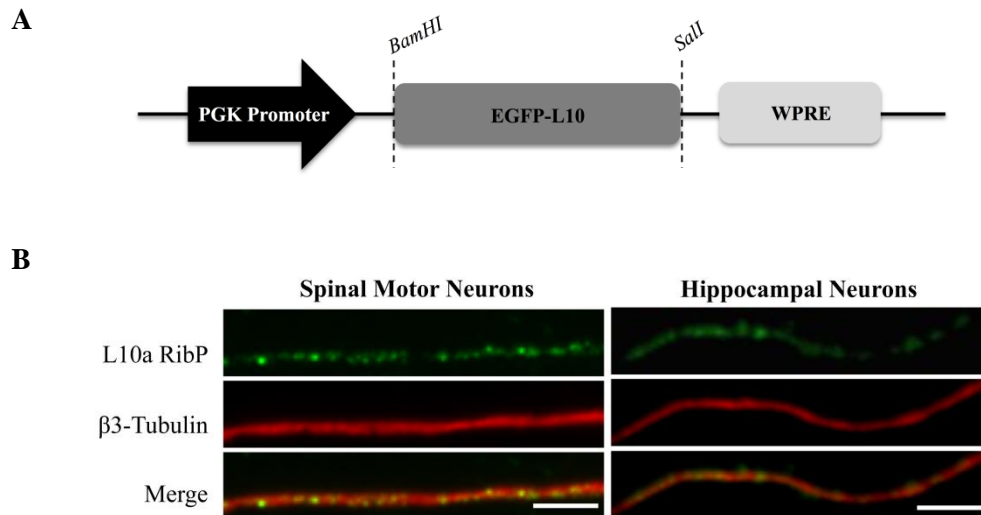 A
BamHI
SalI
PGK Promoter
EGFP-L10
WPRE
B
Spinal Motor Neurons
Hippocampal Neurons
L10a RibP
β3-Tubulin
Merge